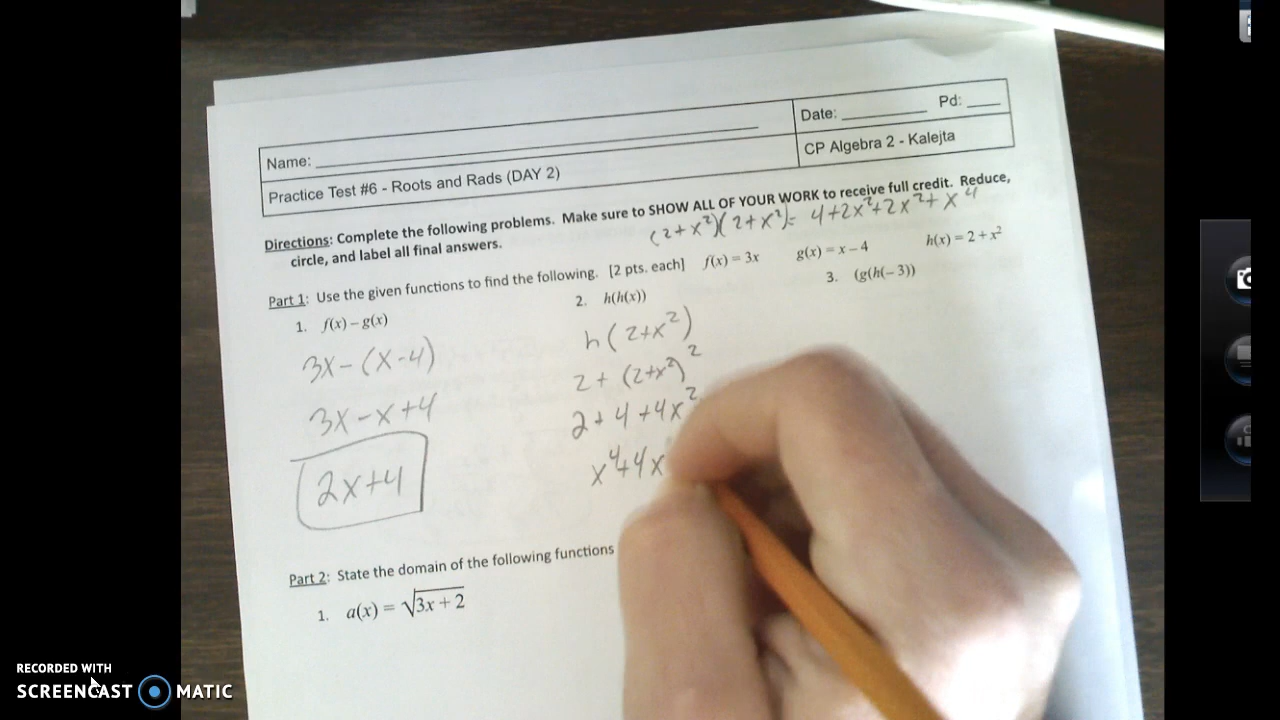 Name:
Date: Pd:
Practice Test #6 - Roots and Rads (DAY 2)
CP Algebra 2 - Kalejta
Directions: Complete the following problems. Make sure to SHOW ALL OF YOUR WORK to receive full credit. Reduce,
circle, and label all final answers.
(2+x²)(2+x²)= 4+2x²+2x²+x⁴
Part 1: Use the given functions to find the following. [2 pts. each] f(x) = 3x g(x) = x – 4 h(x) = 2 + x²
1. f(x) – g(x)
3x-(x-4)
3x-x+4
2x+4
2. h(h(x))
h(2+x²)
2+(2+x²)²
2+4+4x²
x⁴+4x
3. (g(h(–3))
Part 2: State the domain of the following functions
1. a(x) = √3x + 2
RECORDED WITH
SCREENCAST MATIC